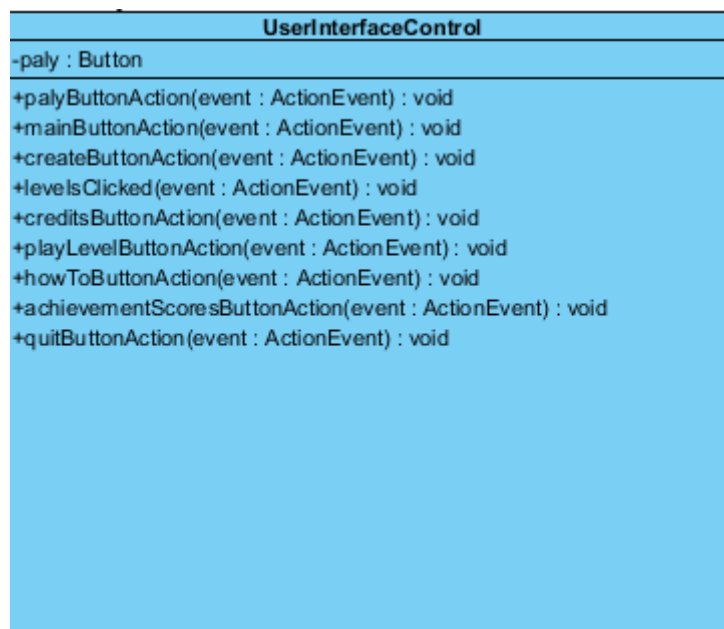 UserInterfaceControl
-paly : Button
+palyButtonAction(event : ActionEvent) : void
+mainButtonAction(event : ActionEvent) : void
+createButtonAction(event : ActionEvent) : void
+levelsClicked(event : ActionEvent) : void
+creditsButtonAction(event : ActionEvent) : void
+playLevelButtonAction(event : ActionEvent) : void
+howToButtonAction(event : ActionEvent) : void
+achievementScoresButtonAction(event : ActionEvent) : void
+quitButtonAction(event : ActionEvent) : void